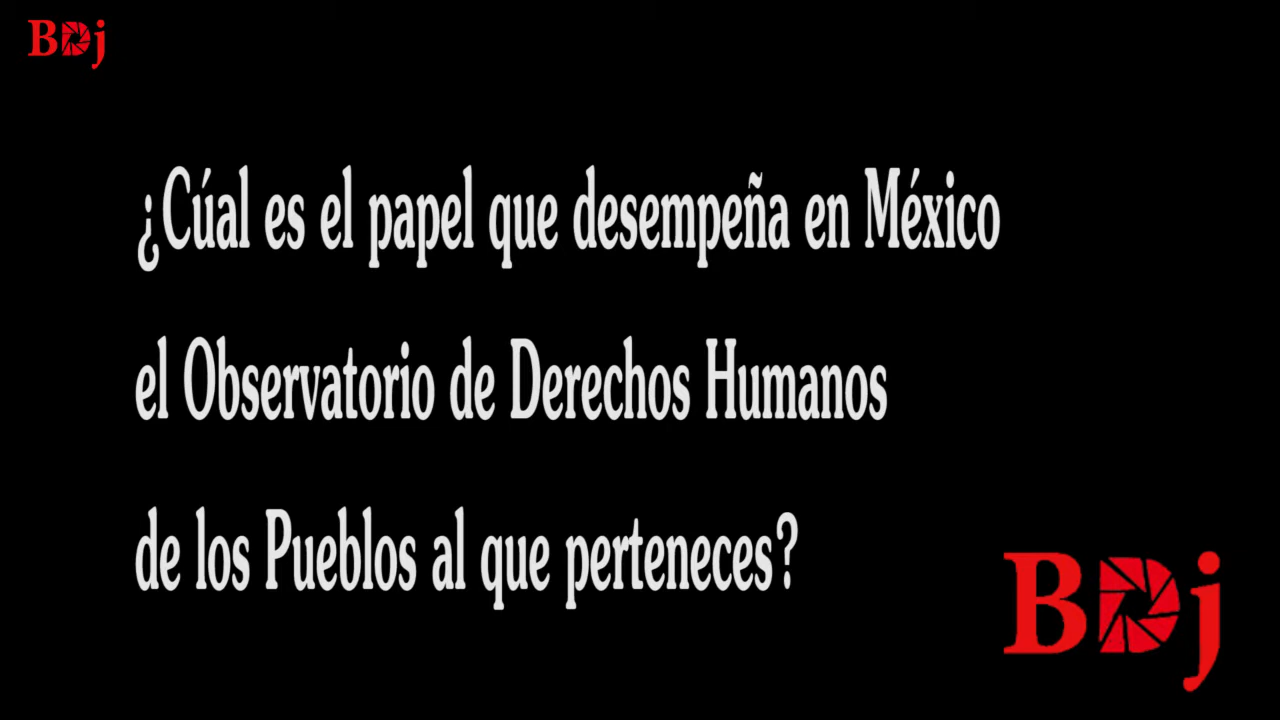 BDj
¿Cúal es el papel que desempeña en México
el Observatorio de Derechos Humanos
de los Pueblos al que perteneces?
BDj